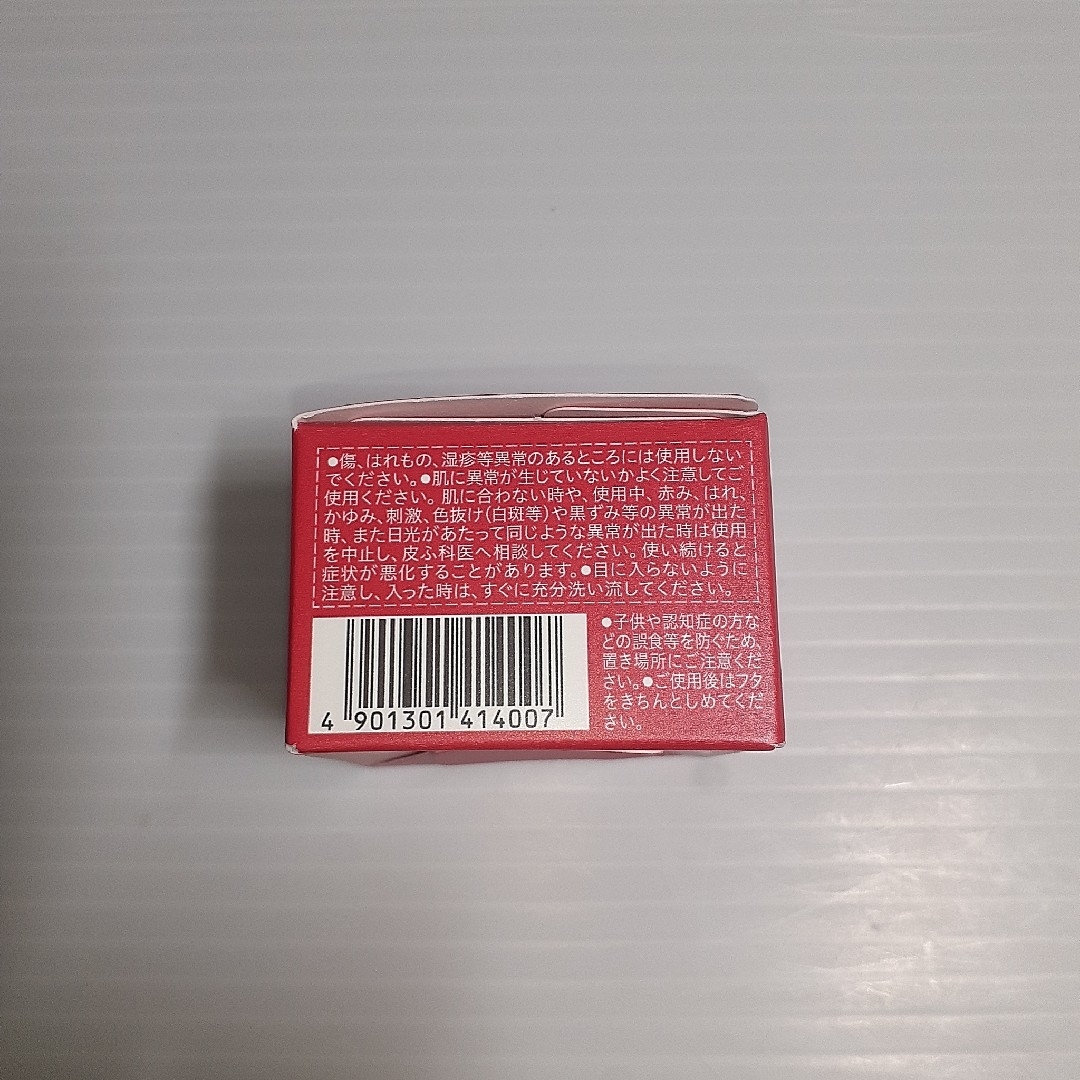 ●傷、はれもの、湿疹等異常のあるところには使用しない
でください。●肌に異常が生じていないかよく注意してご
使用ください。肌に合わない時や、使用中、赤み、はれ、
かゆみ、刺激、色抜け(白斑等)や黒ずみ等の異常が出た
時、また日光があたって同じような異常が出た時は使用
を中止し、皮ふ科医へ相談してください。使い続けると
症状が悪化することがあります。●目に入らないように
注意し、入った時は、すぐに充分洗い流してください。
●子供や認知症の方な
どの誤食等を防ぐため、
置き場所にご注意くだ
さい。●ご使用後はフタ
をきちんとしめてくだ
さい。
4 901301 414007